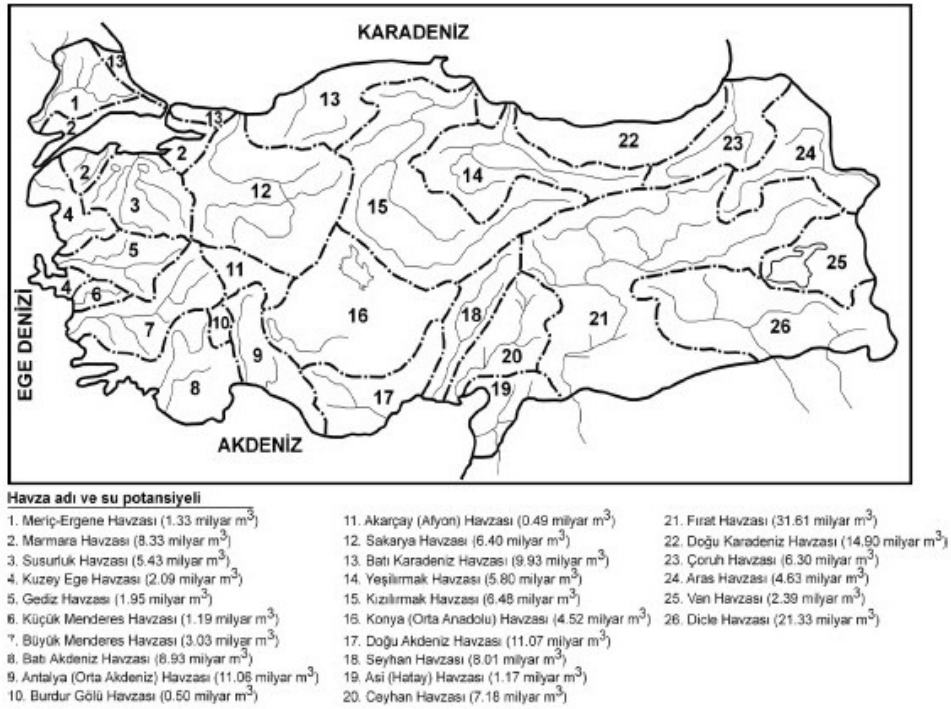 KARADENİZ
13
1
2
13
2
13
22
23
24
2
3
12
14
15
4
5
11
4
6
25
16
10
7
18
21
26
9
20
8
17
19
EGE DENİZİ
AKDENİZ
Havza adı ve su potansiyeli
1. Meriç-Ergene Havzası (1.33 milyar m³)
2. Marmara Havzası (8.33 milyar m³)
3. Susurluk Havzası (5.43 milyar m³)
4. Kuzey Ege Havzası (2.09 milyar m³)
5. Gediz Havzası (1.95 milyar m³)
6. Küçük Menderes Havzası (1.19 milyar m³)
7. Büyük Menderes Havzası (3.03 milyar m³)
8. Batı Akdeniz Havzası (8.93 milyar m³)
9. Antalya (Orta Akdeniz) Havzası (11.06 milyar m³)
10. Burdur Gölü Havzası (0.50 milyar m³)
11. Akarçay (Afyon) Havzası (0.49 milyar m³)
12. Sakarya Havzası (6.40 milyar m³)
13. Batı Karadeniz Havzası (9.93 milyar m³)
14. Yeşilırmak Havzası (5.80 milyar m³)
15. Kızılırmak Havzası (6.48 milyar m³)
16. Konya (Orta Anadolu) Havzası (4.52 milyar m³)
17. Doğu Akdeniz Havzası (11.07 milyar m³)
18. Seyhan Havzası (8.01 milyar m³)
19. Asi (Hatay) Havzası (1.17 milyar m³)
20. Ceyhan Havzası (7.18 milyar m³)
21. Fırat Havzası (31.61 milyar m³)
22. Doğu Karadeniz Havzası (14.90 milyar m³)
23. Çoruh Havzası (6.30 milyar m³)
24. Aras Havzası (4.63 milyar m³)
25. Van Havzası (2.39 milyar m³)
26. Dicle Havzası (21.33 milyar m³)